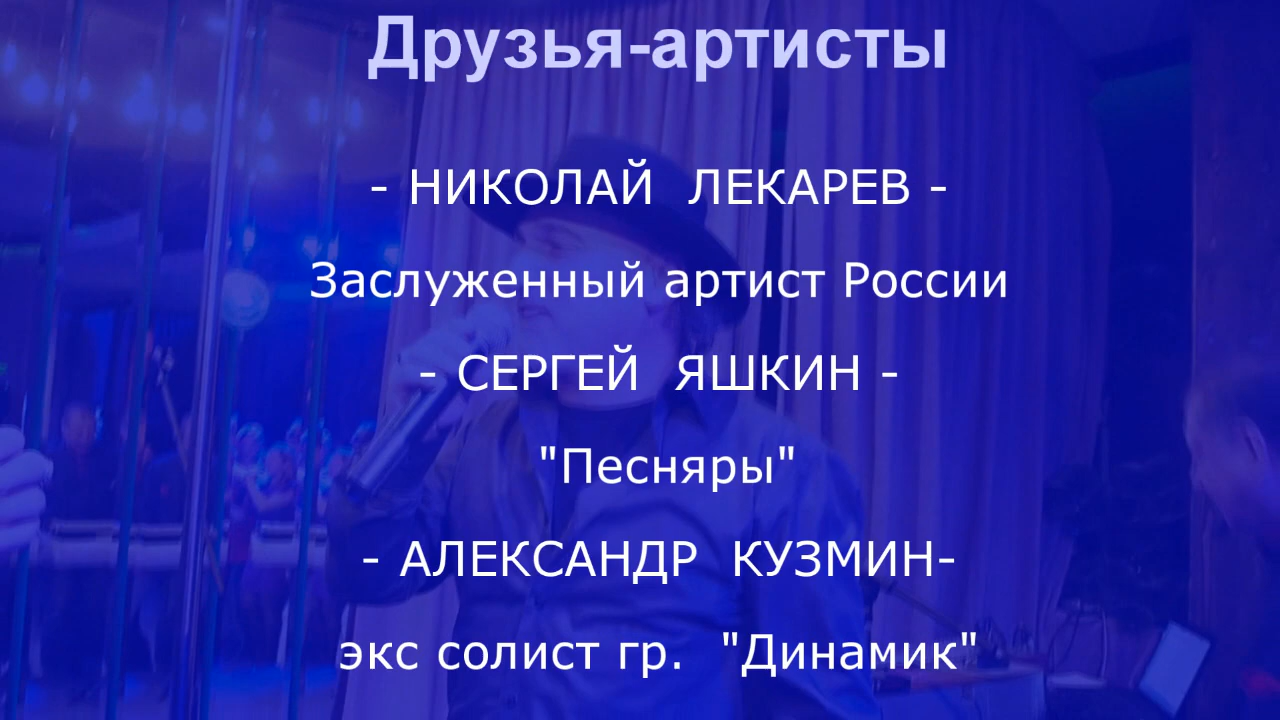 Друзья-артисты
- НИКОЛАЙ ЛЕКАРЕВ -
Заслуженный артист России
- СЕРГЕЙ ЯШКИН -
"Песняры"
- АЛЕКСАНДР КУЗМИН-
экс солист гр. "Динамик"